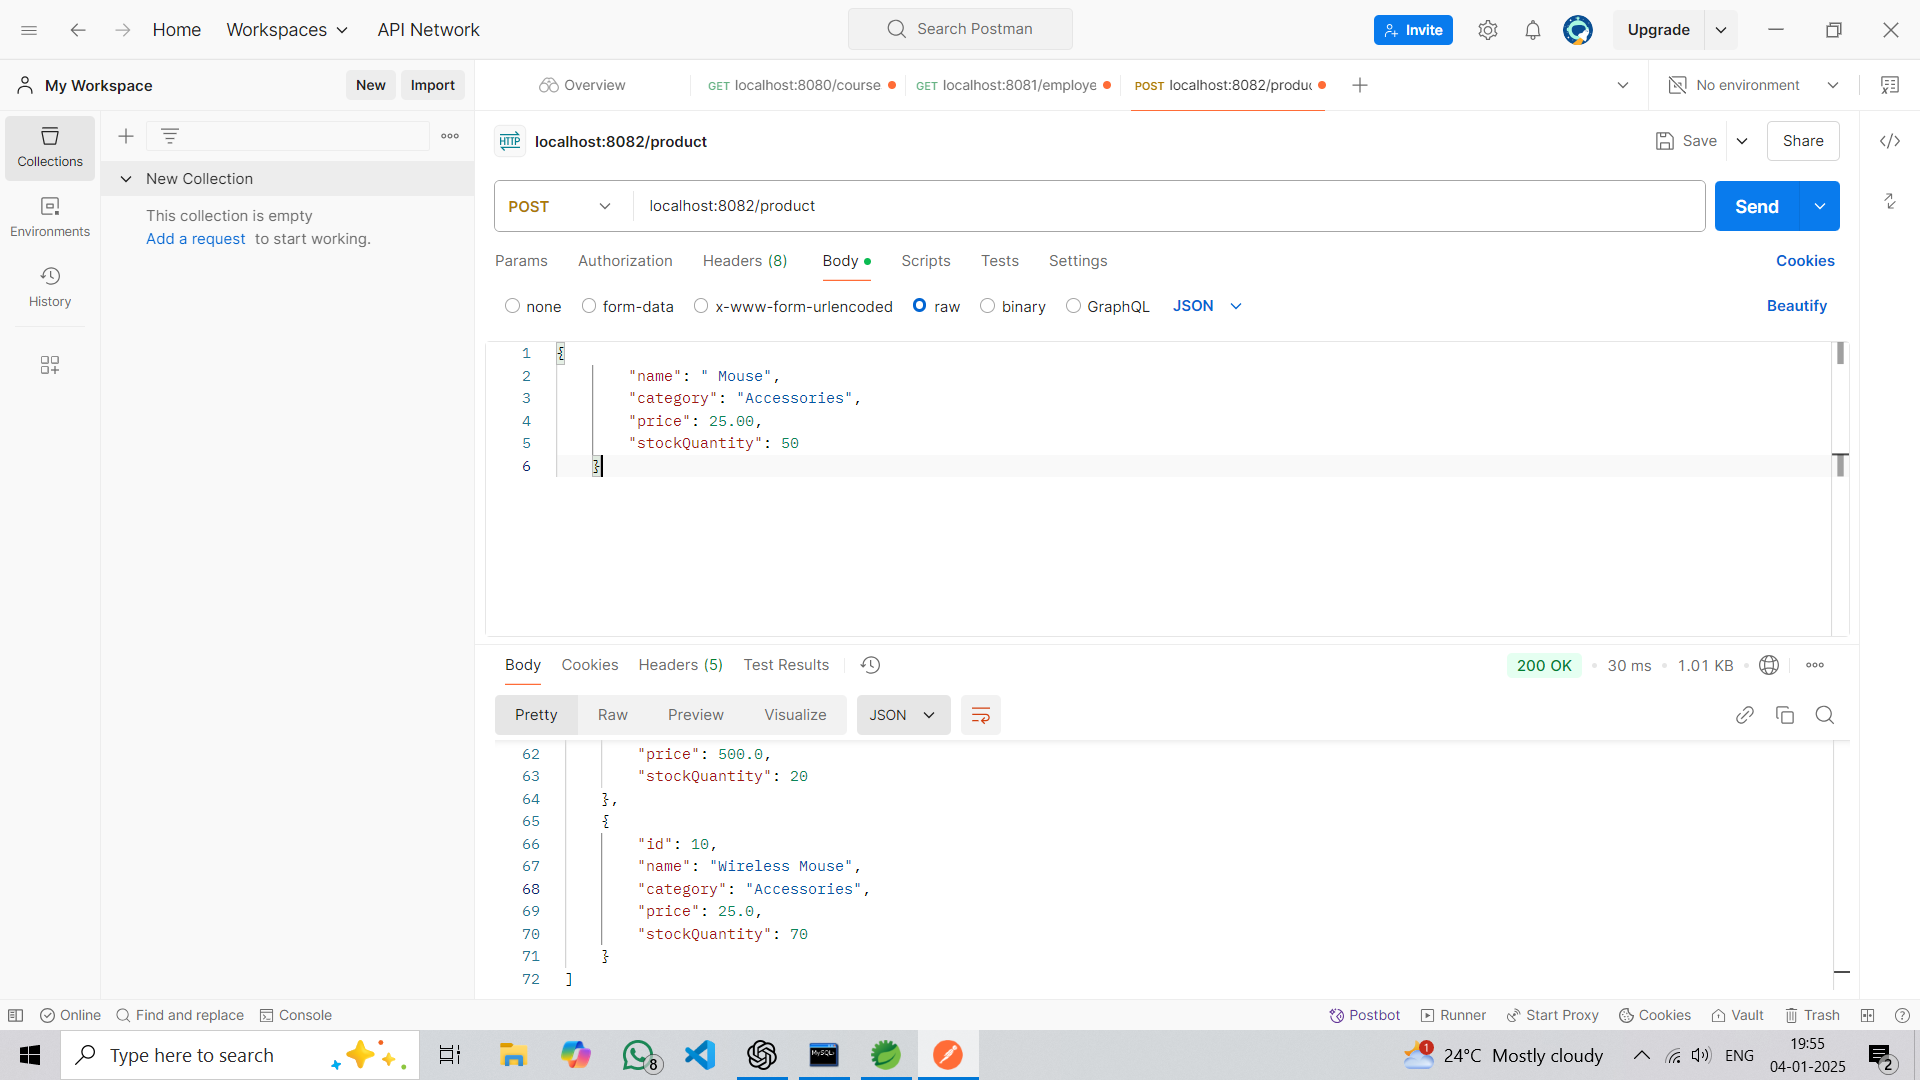 Home Workspaces API Network Search Postman Invite Upgrade
My Workspace New Import Overview GET localhost:8080/course GET localhost:8081/employe POST localhost:8082/produc No environment
Collections
New Collection
This collection is empty
Add a request to start working.
Environments
History
HTTP localhost:8082/product Save Share
POST localhost:8082/product Send
Params Authorization Headers (8) Body Scripts Tests Settings Cookies
none form-data x-www-form-urlencoded raw binary GraphQL JSON Beautify
1 {
2 "name": " Mouse",
3 "category": "Accessories",
4 "price": 25.00,
5 "stockQuantity": 50
6 }
Body Cookies Headers (5) Test Results 200 OK 30 ms 1.01 KB
Pretty Raw Preview Visualize JSON
62 "price": 500.0,
63 "stockQuantity": 20
64 },
65 {
66 "id": 10,
67 "name": "Wireless Mouse",
68 "category": "Accessories",
69 "price": 25.0,
70 "stockQuantity": 70
71 }
72 ]
Online Find and replace Console Postbot Runner Start Proxy Cookies Vault Trash
Type here to search 8 MySQL 1 24°C Mostly cloudy ENG 19:55
04-01-2025 2